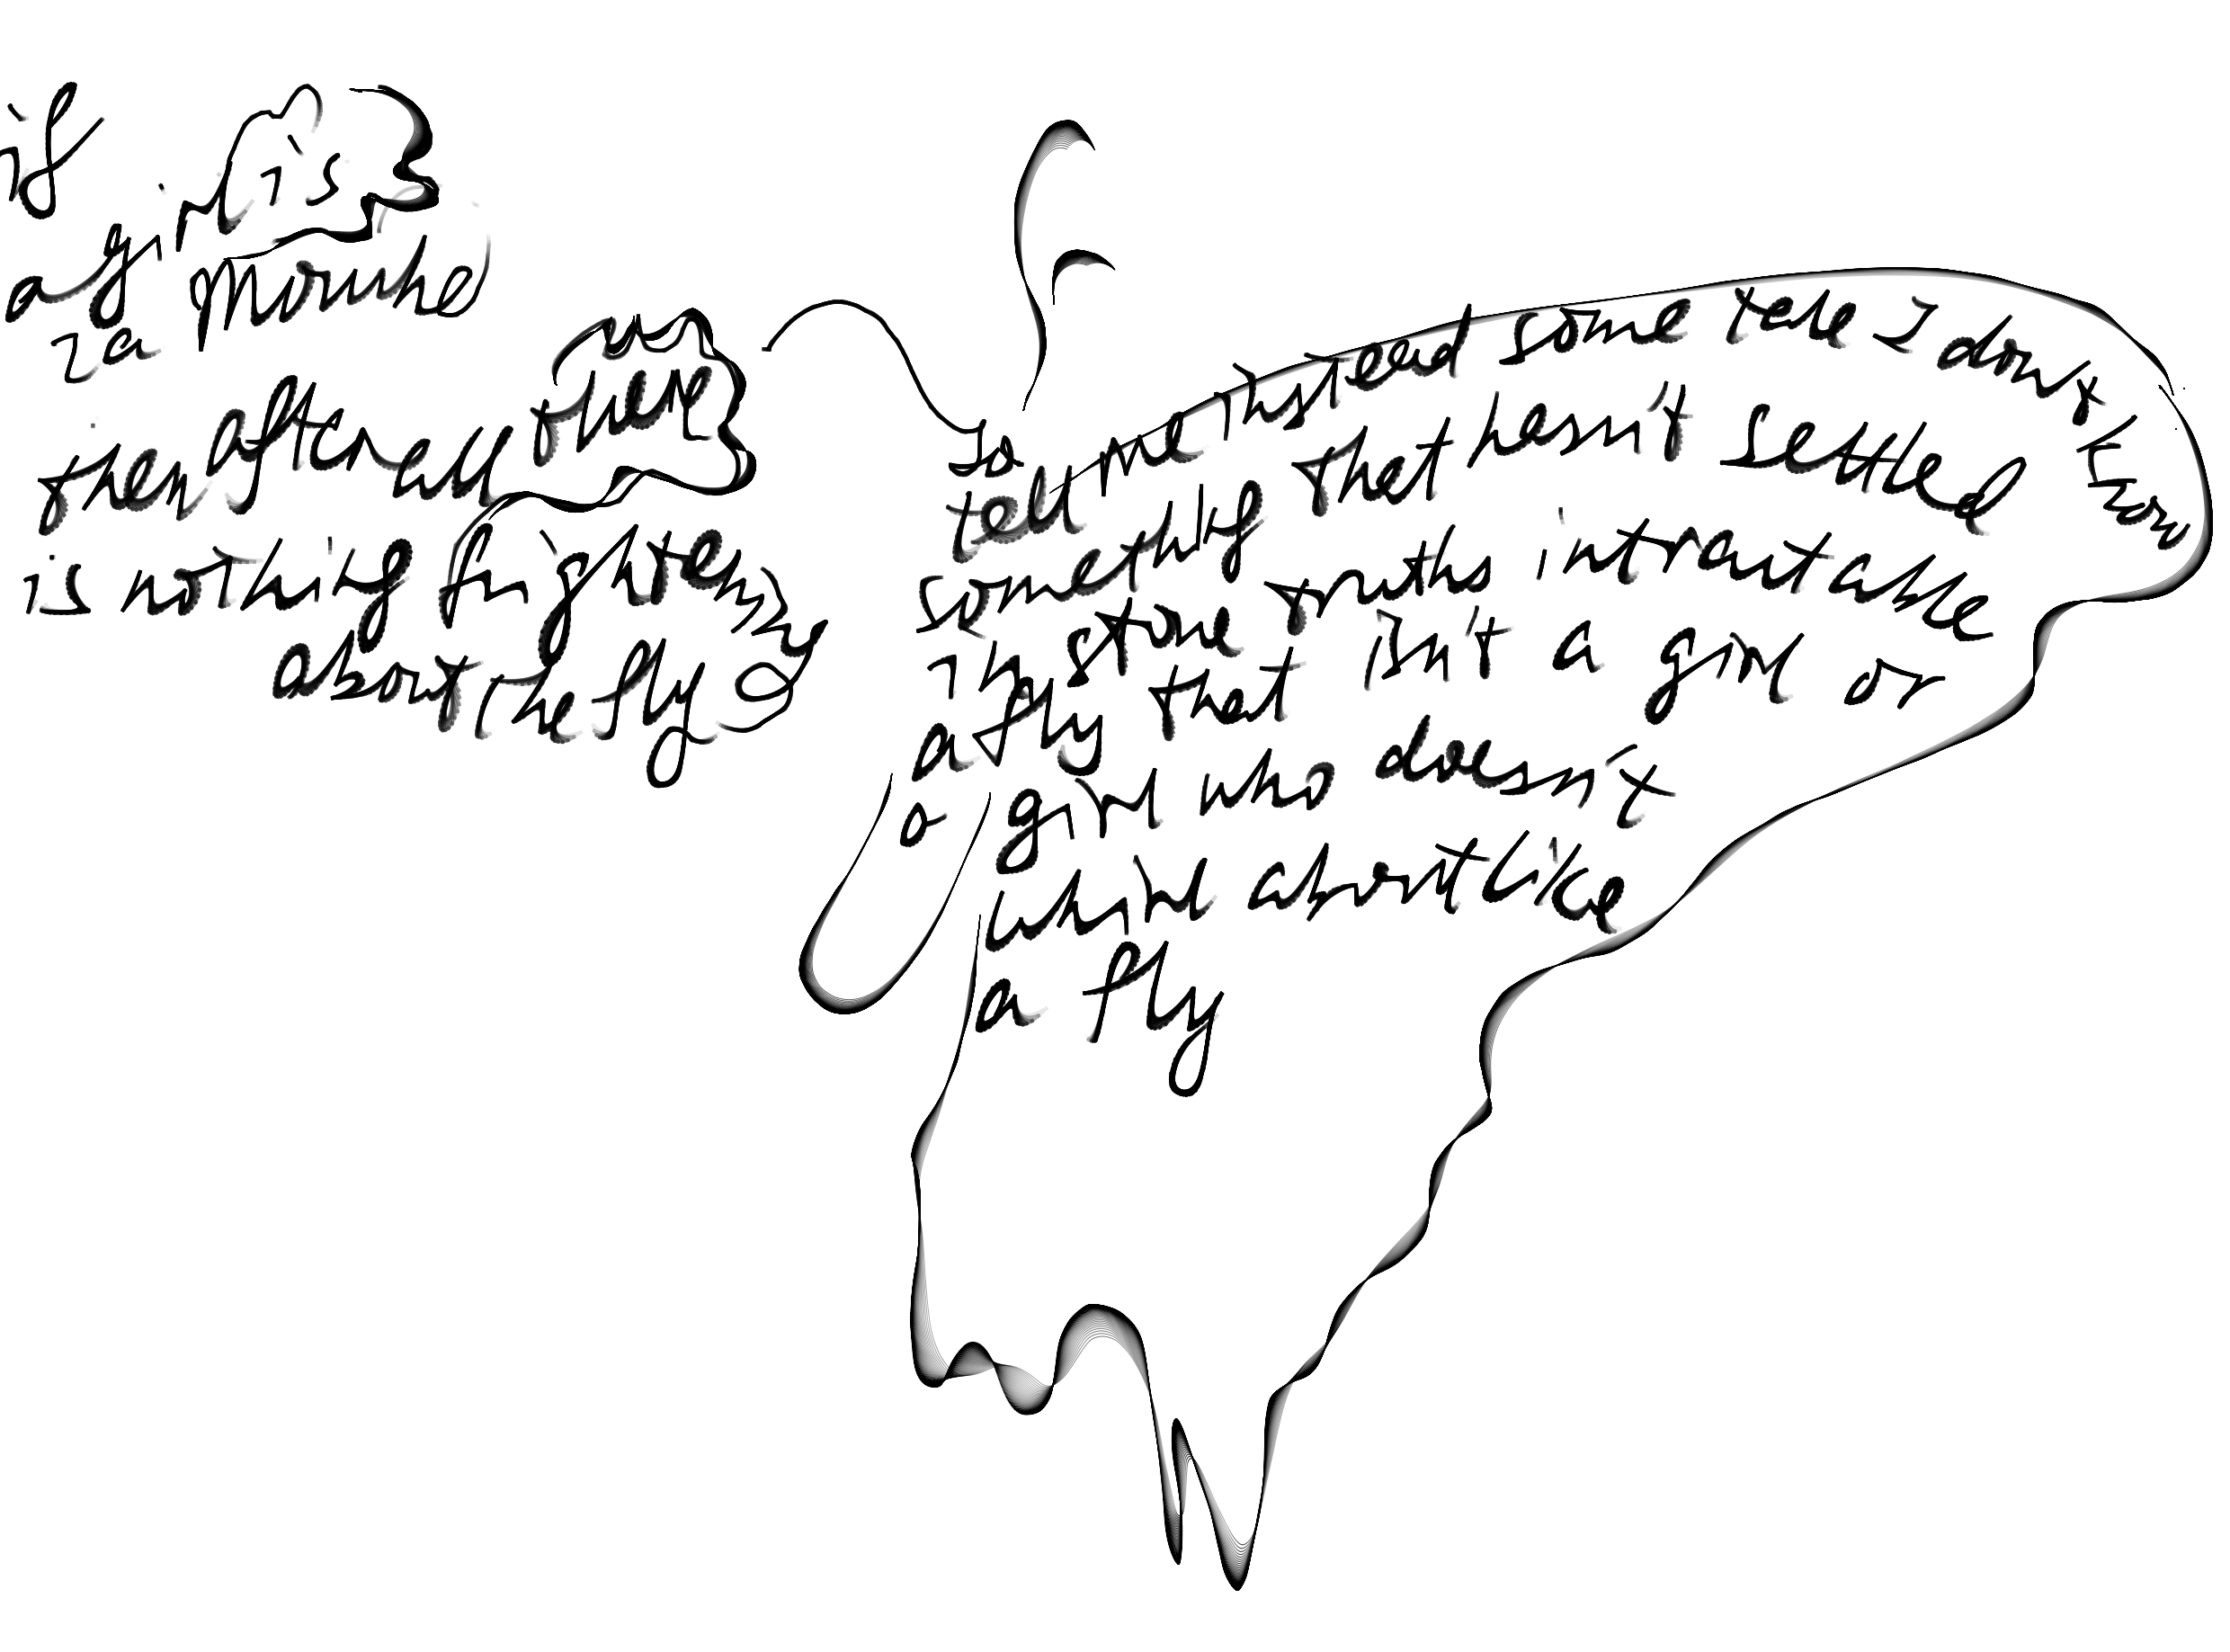 if
a girl is
a
then after all there
is nothing frightening
about the fly
So
tell me instead some tale I don't know
something that hasn't settled
in stone truths intractable
a fly that isn't a girl or
a girl who doesn't
whirl about like
a fly